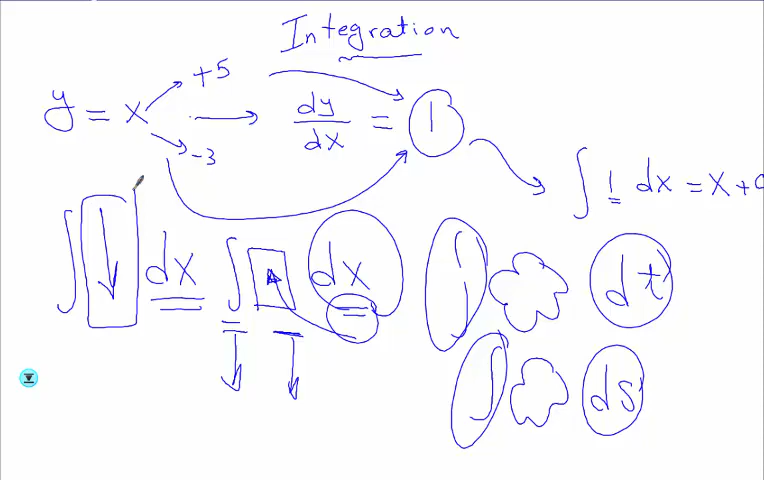 Integration
+5
y = x → dy/dx = 1
-3
∫ 1 dx = x + c
∫ dx = ∫ dx ∫ dt
∫ ds